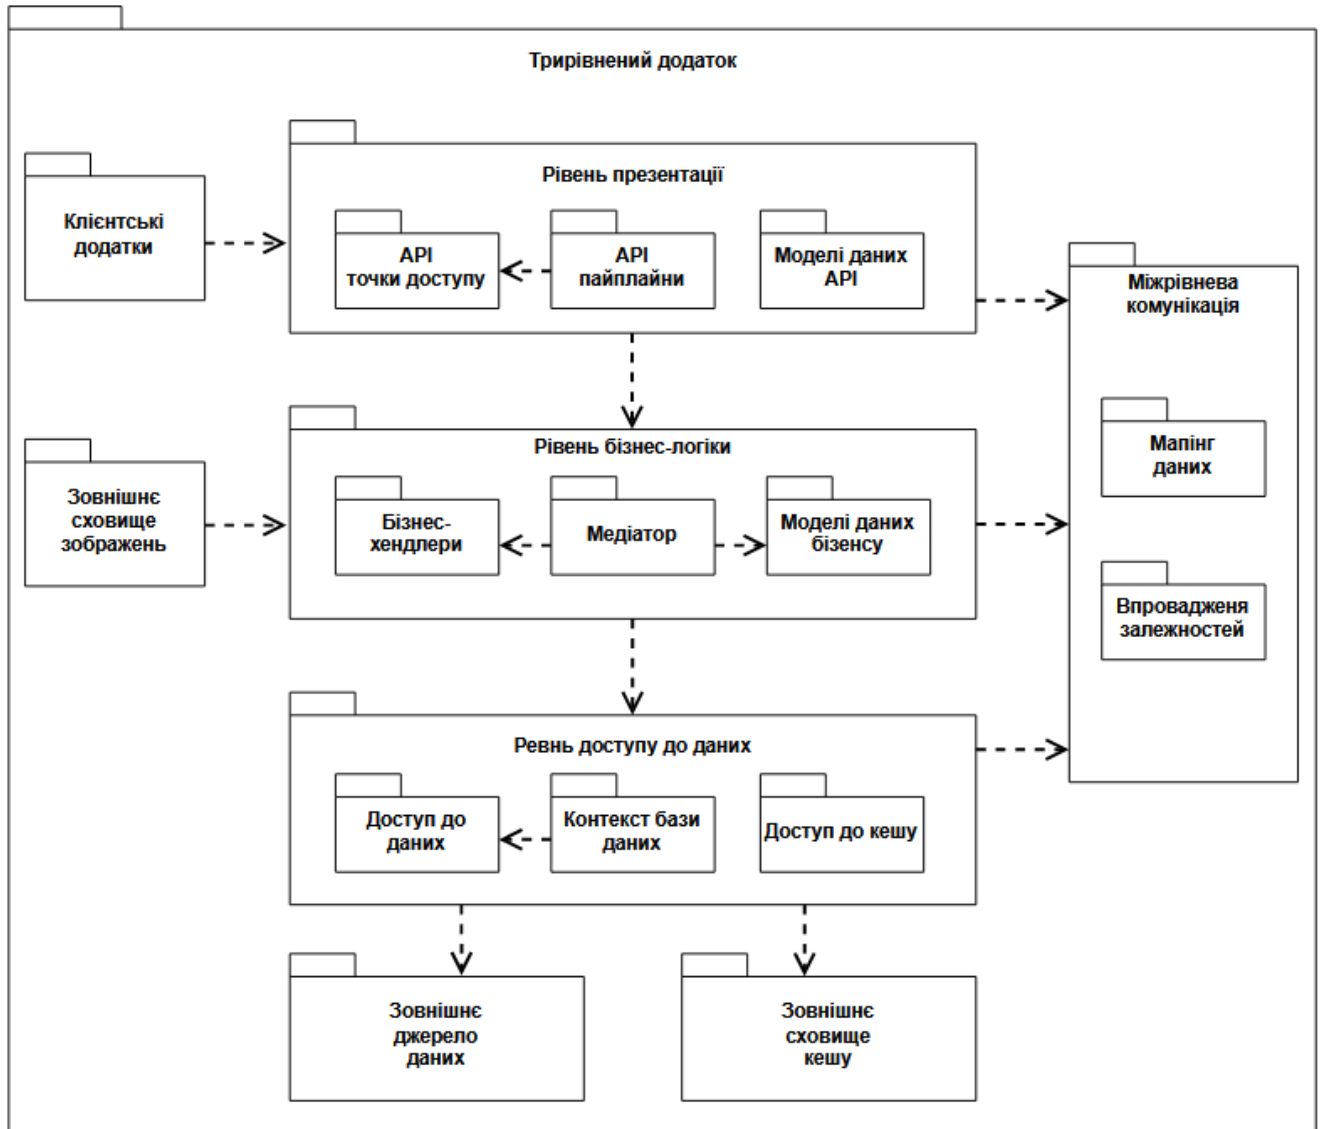 Трирівнений додаток
Рівень презентації
Клієнтські
додатки
API
точки доступу
API
пайплайни
Моделі даних
API
Міжрівнева
комунікація
Мапінг
даних
Впровадженя
залежностей
Рівень бізнес-логіки
Зовнішнє
сховище
зображень
Бізнес-
хендлери
Медіатор
Моделі даних
бізенсу
Ревнь доступу до даних
Доступ до
даних
Контекст бази
даних
Доступ до кешу
Зовнішнє
джерело
даних
Зовнішнє
сховище
кешу